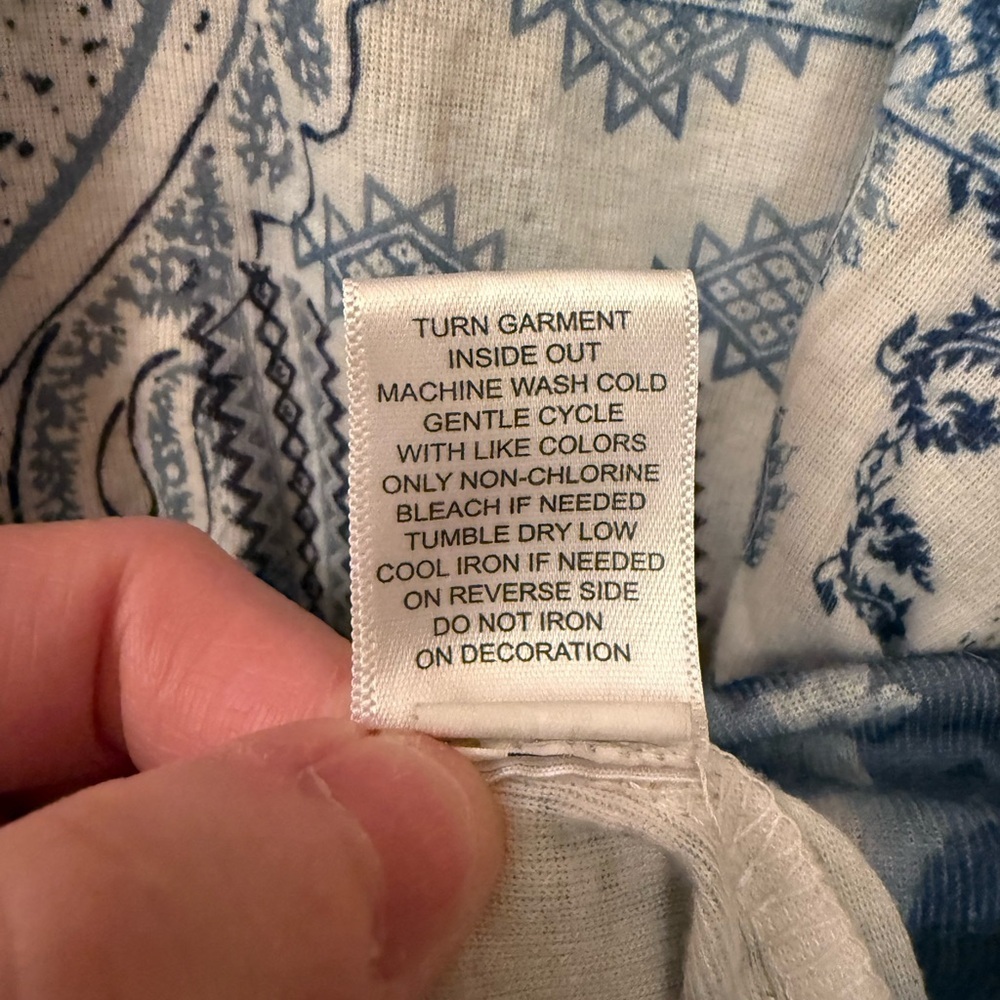 TURN GARMENT
INSIDE OUT
MACHINE WASH COLD
GENTLE CYCLE
WITH LIKE COLORS
ONLY NON-CHLORINE
BLEACH IF NEEDED
TUMBLE DRY LOW
COOL IRON IF NEEDED
ON REVERSE SIDE
DO NOT IRON
ON DECORATION